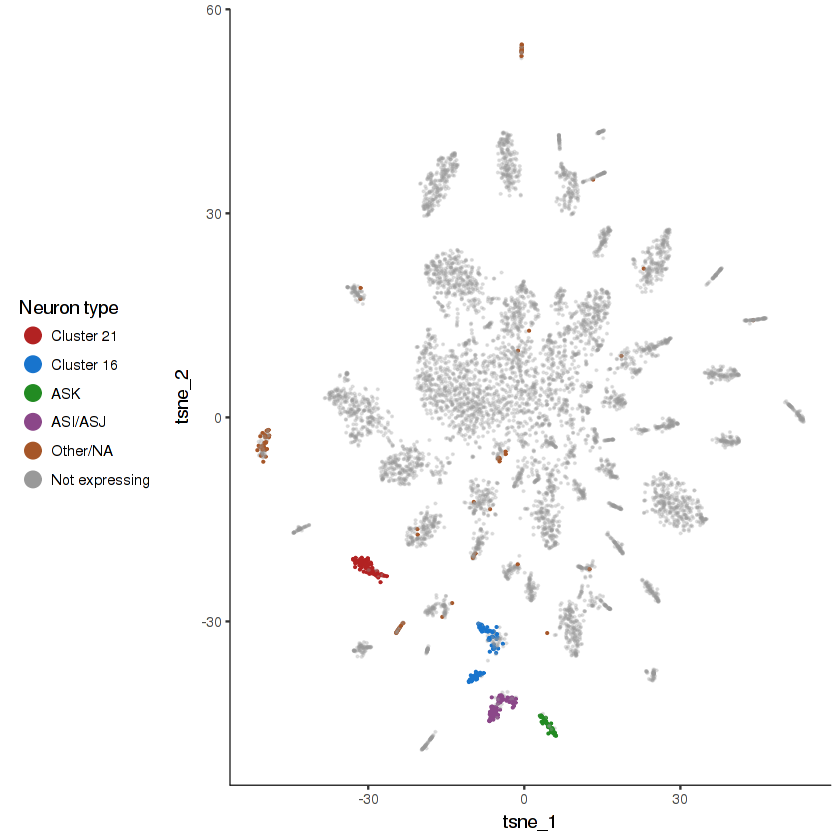 60
30
0
-30
tsne_2
Neuron type
Cluster 21
Cluster 16
ASK
ASI/ASJ
Other/NA
Not expressing
-30
0
30
tsne_1